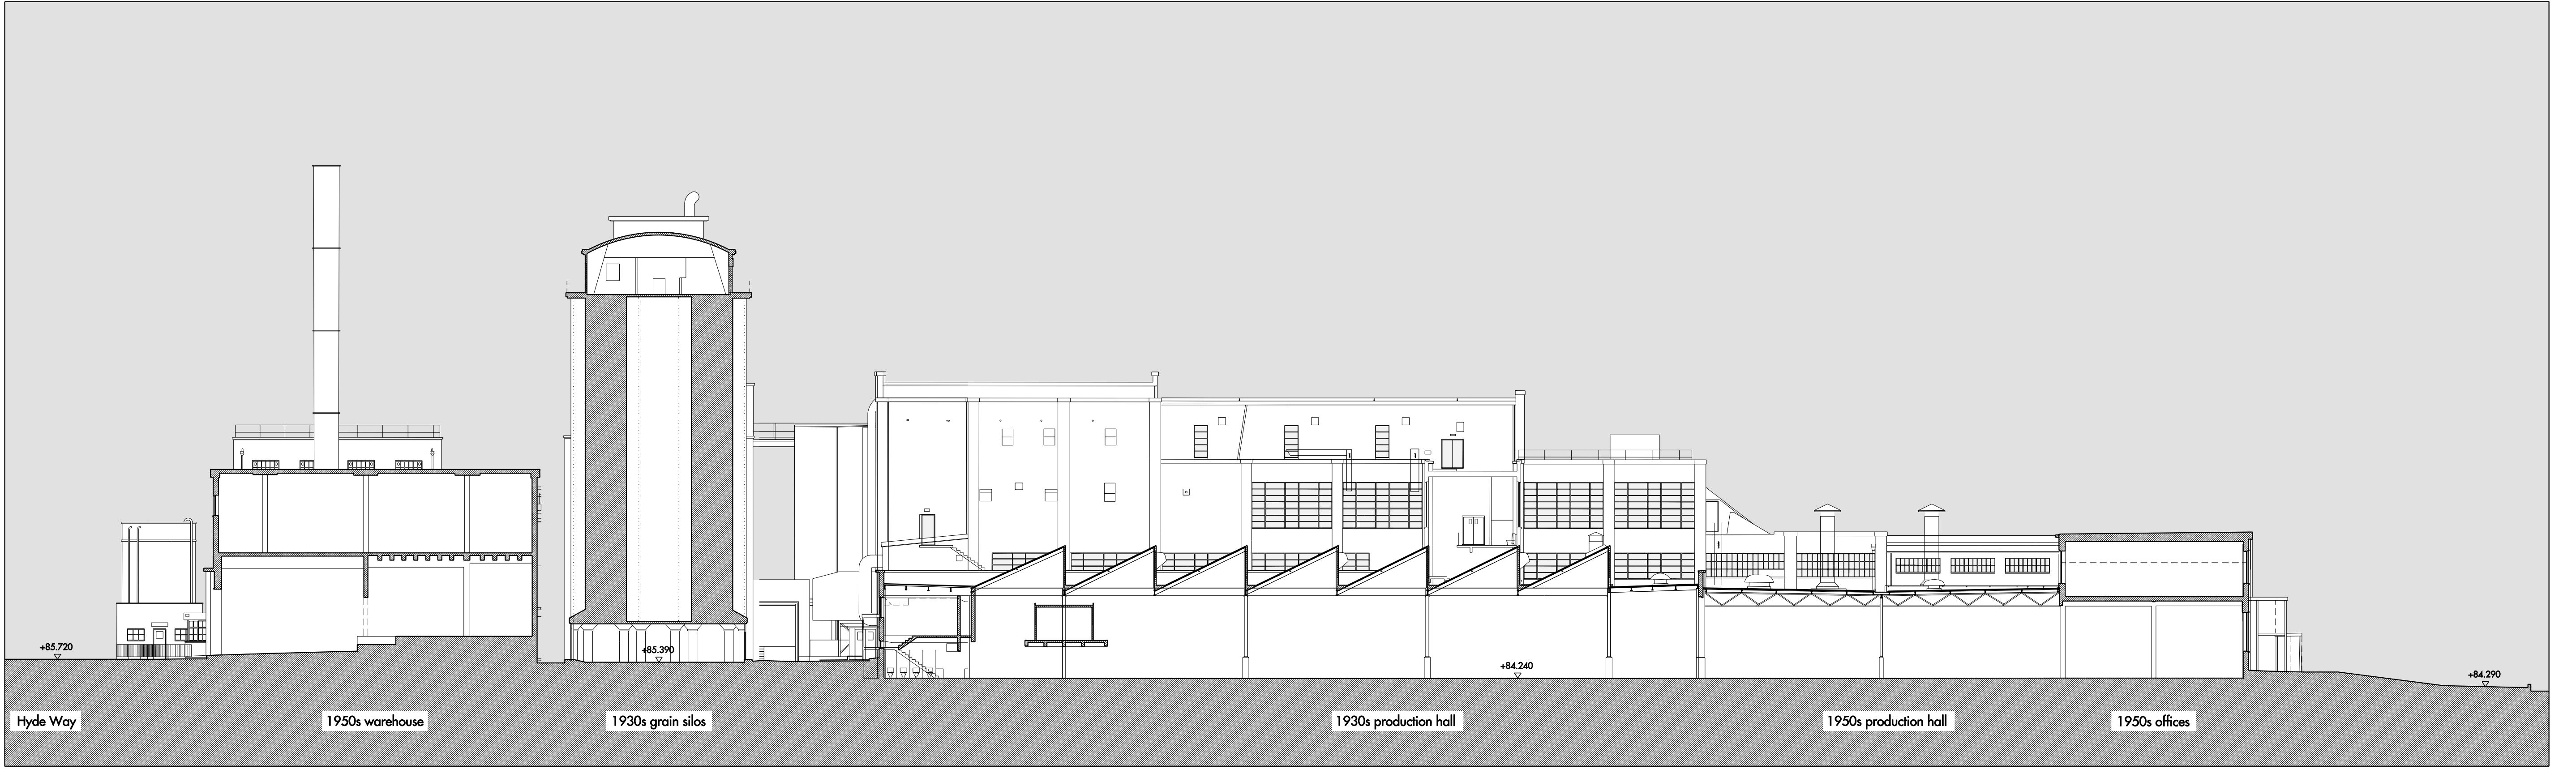 +85.720
+85.390
+84.240
+84.290
Hyde Way
1950s warehouse
1930s grain silos
1930s production hall
1950s production hall
1950s offices